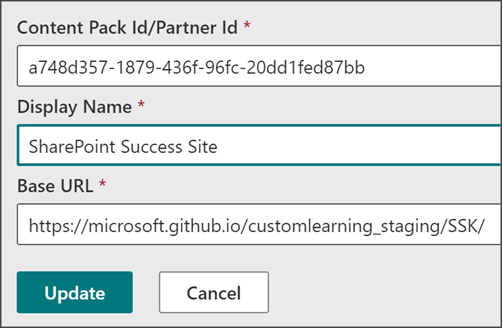 Content Pack Id/Partner Id *
a748d357-1879-436f-96fc-20dd1fed87bb
Display Name *
SharePoint Success Site
Base URL *
https://microsoft.github.io/customlearning_staging/SSK/
Update Cancel